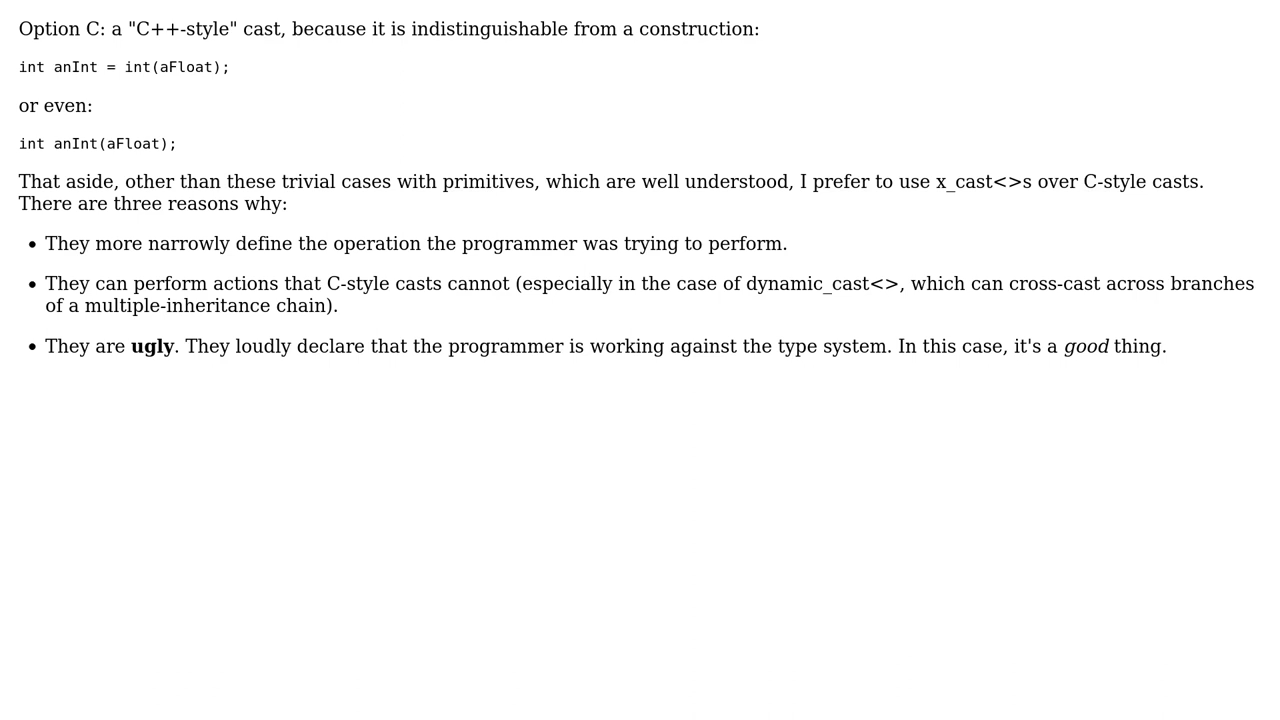 Option C: a "C++-style" cast, because it is indistinguishable from a construction:
int anInt = int(aFloat);
or even:
int anInt(aFloat);
That aside, other than these trivial cases with primitives, which are well understood, I prefer to use x_cast<>s over C-style casts.
There are three reasons why:
• They more narrowly define the operation the programmer was trying to perform.
• They can perform actions that C-style casts cannot (especially in the case of dynamic_cast<>, which can cross-cast across branches
of a multiple-inheritance chain).
• They are ugly. They loudly declare that the programmer is working against the type system. In this case, it's a good thing.